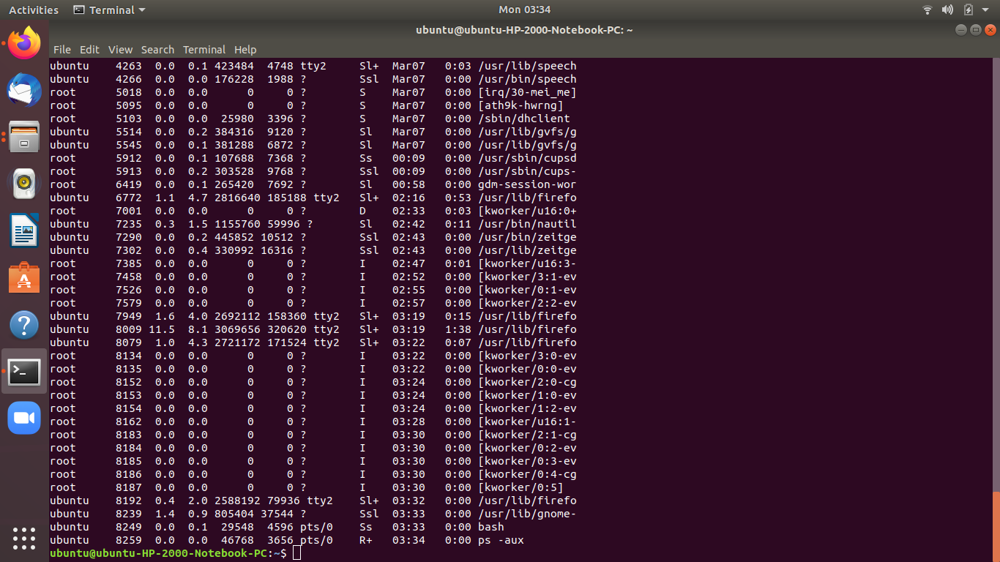 Activities Terminal Mon 03:34
ubuntu@ubuntu-HP-2000-Notebook-PC: ~
File Edit View Search Terminal Help
ubuntu 4263 0.0 0.1 423484 4748 tty2 Sl+ Mar07 0:03 /usr/lib/speech
ubuntu 4266 0.0 0.0 176228 1988 ? Ssl Mar07 0:00 /usr/bin/speech
root 5018 0.0 0.0 0 0 ? S Mar07 0:00 [irq/30-mei_me]
root 5095 0.0 0.0 0 0 ? S Mar07 0:00 [ath9k-hwrng]
root 5103 0.0 0.0 25980 3396 ? S Mar07 0:00 /sbin/dhclient
ubuntu 5514 0.0 0.2 384316 9120 ? Sl Mar07 0:00 /usr/lib/gvfs/g
ubuntu 5545 0.0 0.1 381288 6872 ? Sl Mar07 0:00 /usr/lib/gvfs/g
root 5912 0.0 0.1 107688 7368 ? Ss 00:09 0:00 /usr/sbin/cupsd
root 5913 0.0 0.2 303528 9768 ? Ssl 00:09 0:00 /usr/sbin/cups-
root 6419 0.0 0.1 265420 7692 ? Sl 00:58 0:00 gdm-session-wor
ubuntu 6772 1.1 4.7 2816640 185188 tty2 Sl+ 02:16 0:53 /usr/lib/firefo
root 7001 0.0 0.0 0 0 ? D 02:33 0:03 [kworker/u16:0+
ubuntu 7235 0.3 1.5 1155760 59996 ? Sl 02:42 0:11 /usr/bin/nautil
ubuntu 7290 0.0 0.2 445852 10512 ? Ssl 02:43 0:00 /usr/bin/zeitge
ubuntu 7302 0.0 0.4 330992 16316 ? Ssl 02:43 0:00 /usr/lib/zeitge
root 7385 0.0 0.0 0 0 ? I 02:47 0:01 [kworker/u16:3-
root 7458 0.0 0.0 0 0 ? I 02:52 0:00 [kworker/3:1-ev
root 7526 0.0 0.0 0 0 ? I 02:55 0:00 [kworker/0:1-ev
root 7579 0.0 0.0 0 0 ? I 02:57 0:00 [kworker/2:2-ev
ubuntu 7949 1.6 4.0 2692112 158360 tty2 Sl+ 03:19 0:15 /usr/lib/firefo
ubuntu 8009 11.5 8.1 3069656 320620 tty2 Sl+ 03:19 1:38 /usr/lib/firefo
ubuntu 8079 1.0 4.3 2721172 171524 tty2 Sl+ 03:22 0:07 /usr/lib/firefo
root 8134 0.0 0.0 0 0 ? I 03:22 0:00 [kworker/3:0-ev
root 8135 0.0 0.0 0 0 ? I 03:22 0:00 [kworker/0:0-ev
root 8152 0.0 0.0 0 0 ? I 03:24 0:00 [kworker/2:0-cg
root 8153 0.0 0.0 0 0 ? I 03:24 0:00 [kworker/1:0-ev
root 8154 0.0 0.0 0 0 ? I 03:24 0:00 [kworker/1:2-ev
root 8162 0.0 0.0 0 0 ? I 03:28 0:00 [kworker/u16:1-
root 8183 0.0 0.0 0 0 ? I 03:30 0:00 [kworker/2:1-cg
root 8184 0.0 0.0 0 0 ? I 03:30 0:00 [kworker/0:2-ev
root 8185 0.0 0.0 0 0 ? I 03:30 0:00 [kworker/0:3-ev
root 8186 0.0 0.0 0 0 ? I 03:30 0:00 [kworker/0:4-cg
root 8187 0.0 0.0 0 0 ? I 03:30 0:00 [kworker/0:5]
ubuntu 8192 0.4 2.0 2588192 79936 tty2 Sl+ 03:32 0:00 /usr/lib/firefo
ubuntu 8239 1.4 0.9 805404 37544 ? Ssl 03:33 0:00 /usr/lib/gnome-
ubuntu 8249 0.0 0.1 29548 4596 pts/0 Ss 03:33 0:00 bash
ubuntu 8259 0.0 0.0 46768 3656 pts/0 R+ 03:34 0:00 ps -aux
ubuntu@ubuntu-HP-2000-Notebook-PC:~$